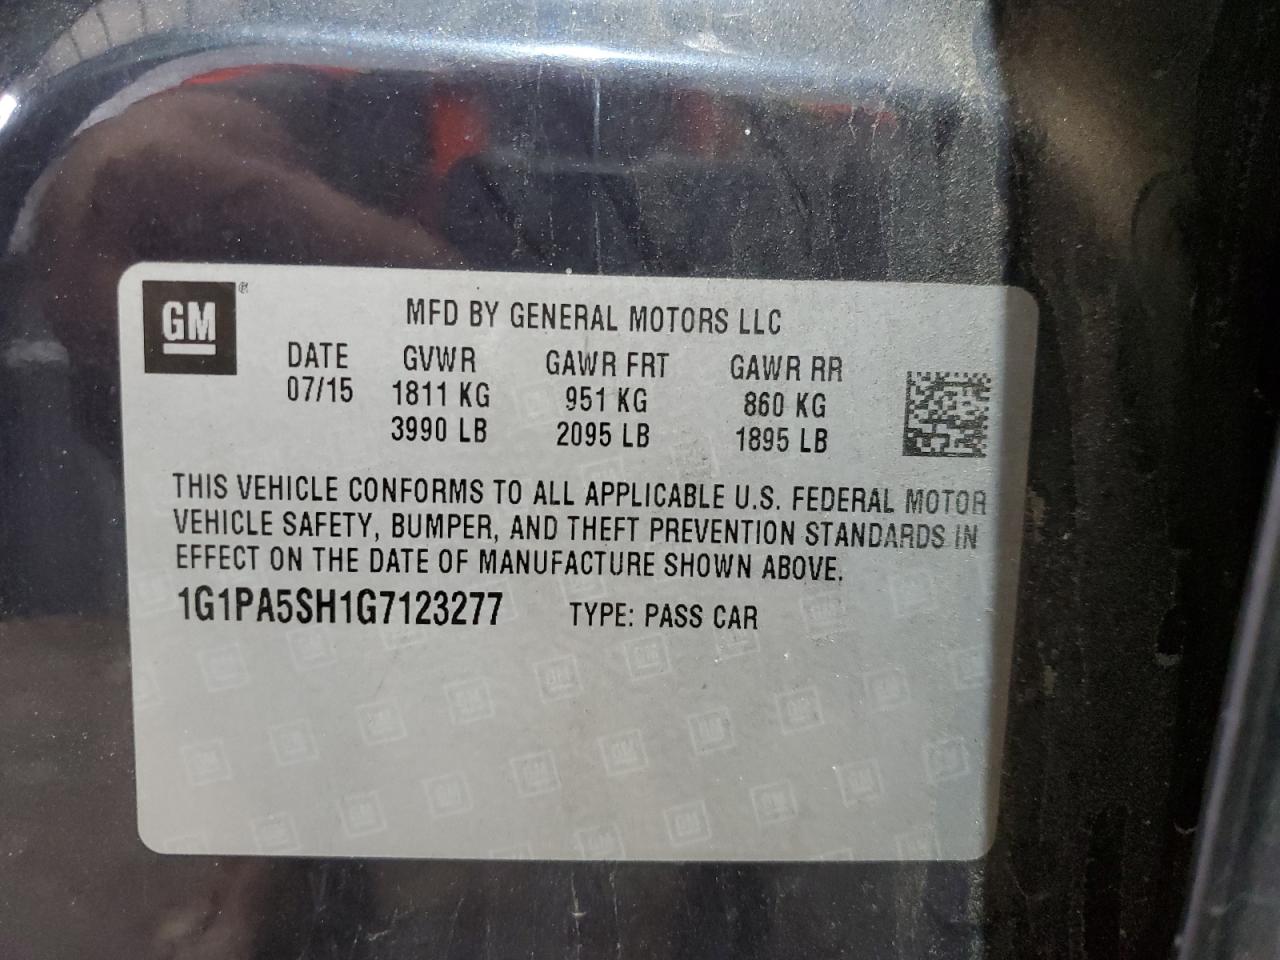 GM®
MFD BY GENERAL MOTORS LLC
DATE GVWR GAWR FRT GAWR RR
07/15 1811 KG 951 KG 860 KG
3990 LB 2095 LB 1895 LB
THIS VEHICLE CONFORMS TO ALL APPLICABLE U.S. FEDERAL MOTOR
VEHICLE SAFETY, BUMPER, AND THEFT PREVENTION STANDARDS IN
EFFECT ON THE DATE OF MANUFACTURE SHOWN ABOVE.
1G1PA5SH1G7123277 TYPE: PASS CAR